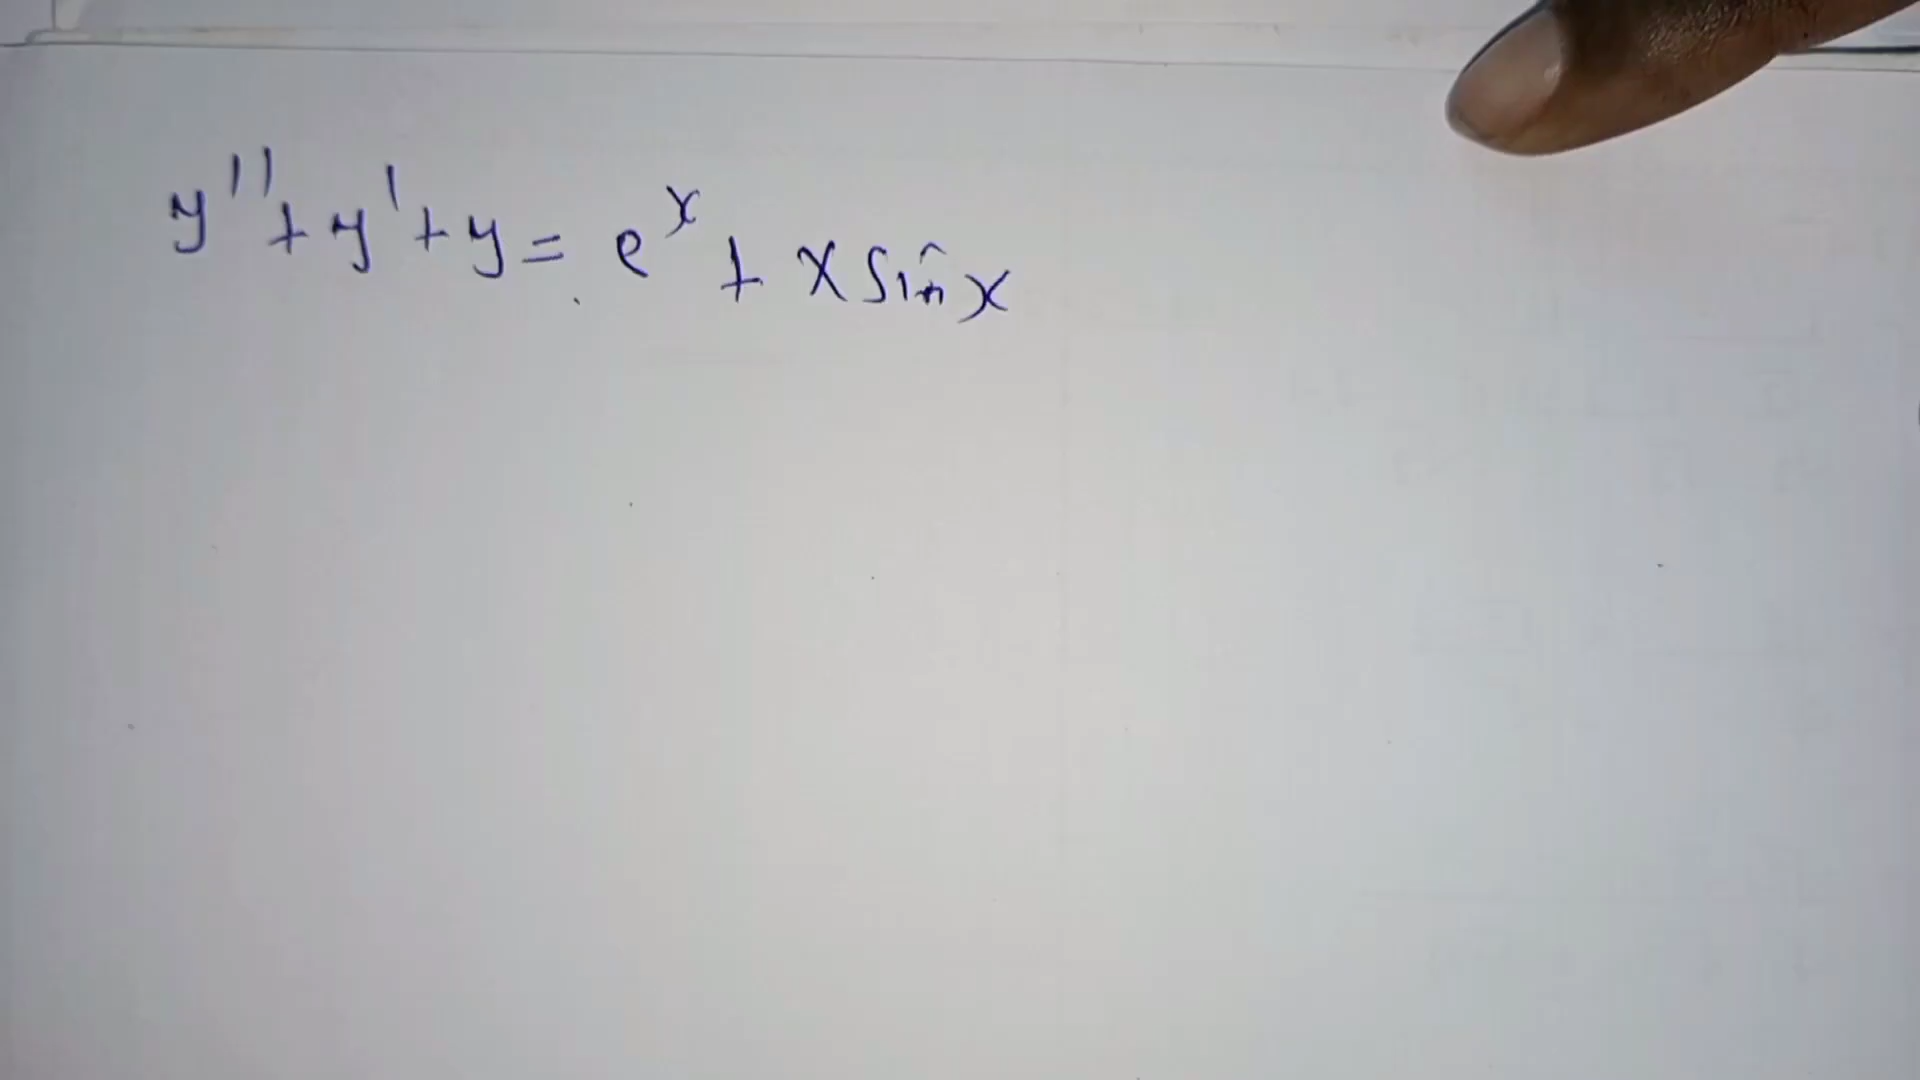 y'' + y' + y = e^x + x sin x